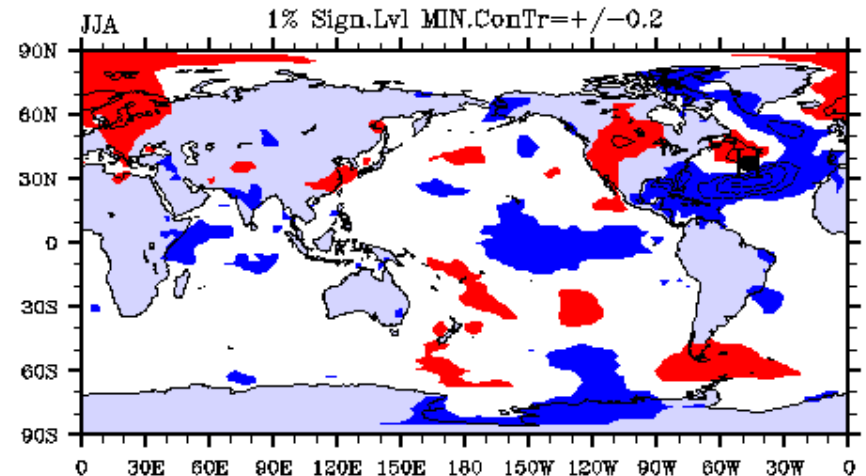 JJA 1% Sign.Lvl MIN.ConTr=+/−0.2
90N
60N
30N
0
30S
60S
90S
0 30E 60E 90E 120E 150E 180 150W 120W 90W 60W 30W 0